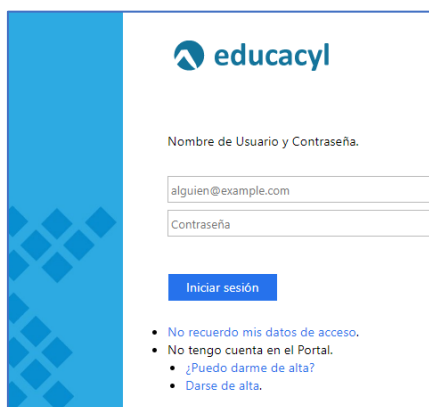 educacyl
Nombre de Usuario y Contraseña.
alguien@example.com
Contraseña
Iniciar sesión
No recuerdo mis datos de acceso.
No tengo cuenta en el Portal.
¿Puedo darme de alta?
Darse de alta.